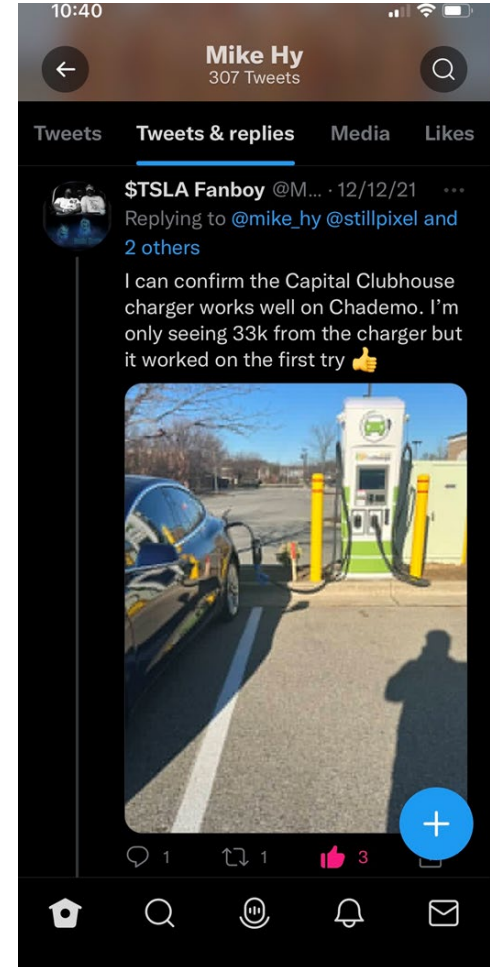 10:40
Mike Hy
307 Tweets
Tweets Tweets & replies Media Likes
$TSLA Fanboy @M... · 12/12/21
Replying to @mike_hy @stillpixel and
2 others
I can confirm the Capital Clubhouse
charger works well on Chademo. I’m
only seeing 33k from the charger but
it worked on the first try 👍
1 1 3